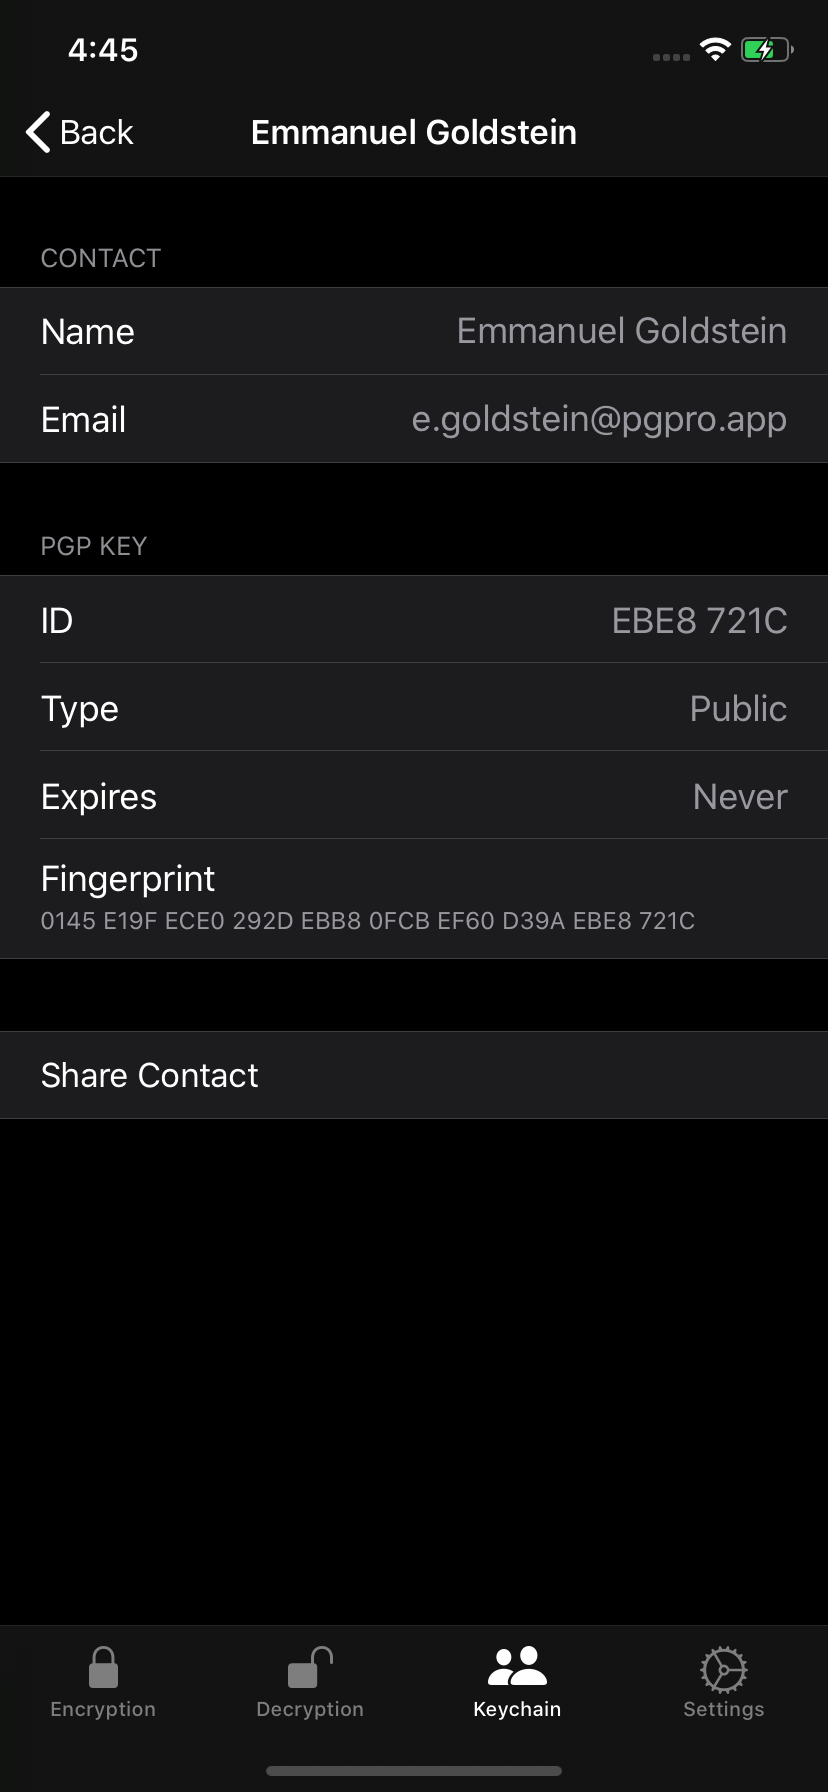 4:45
Back
Emmanuel Goldstein
CONTACT
Name Emmanuel Goldstein
Email e.goldstein@pgpro.app
PGP KEY
ID EBE8 721C
Type Public
Expires Never
Fingerprint
0145 E19F ECE0 292D EBB8 0FCB EF60 D39A EBE8 721C
Share Contact
Encryption Decryption Keychain Settings